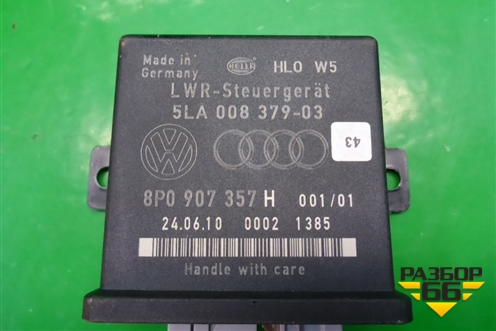 Made in
Germany
HELLA
HLO W5
LWR-Steuergerät
5LA 008 379-03
43
8P0 907 357 H 001/01
24.06.10 0002 1385
Handle with care
РАЗБОР
66